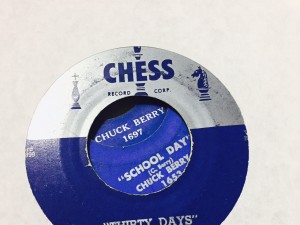 CHESS
RECORD CORP.
CHUCK BERRY
1697
"SCHOOL DAY"
(C. Berry)
CHUCK BERRY
1653
"THIRTY DAYS"